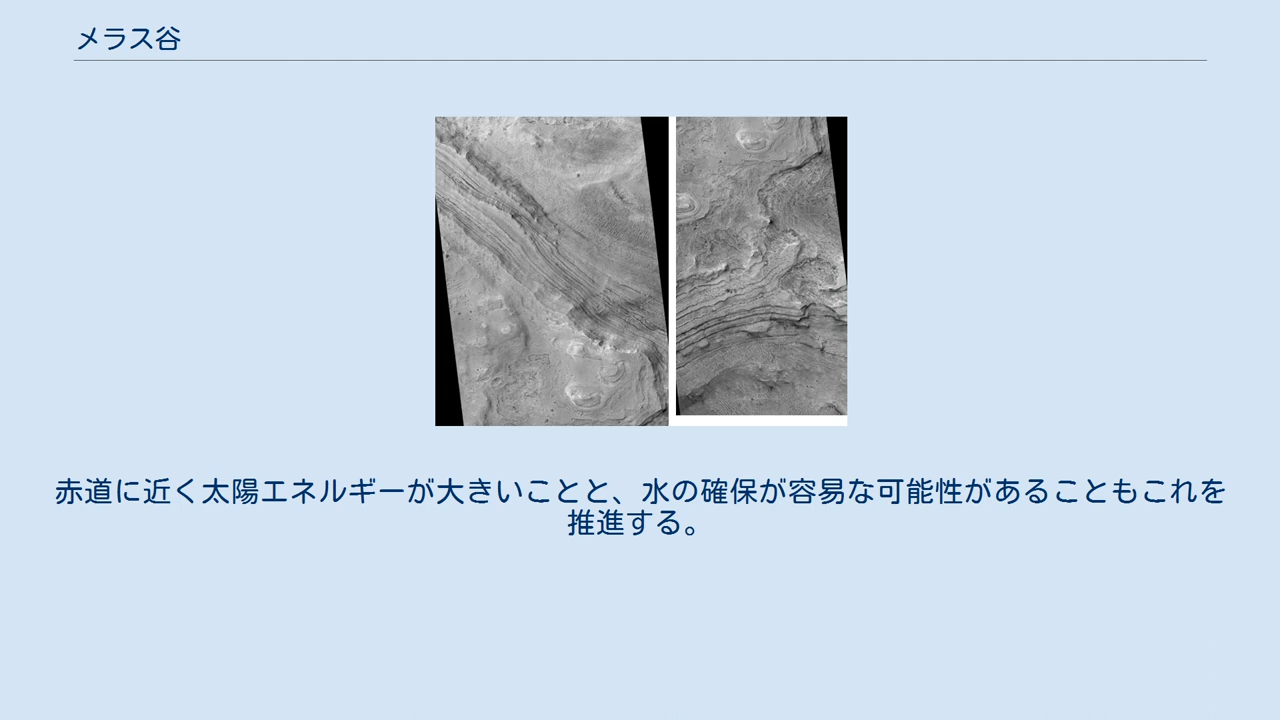 メラス谷
赤道に近く太陽エネルギーが大きいことと、水の確保が容易な可能性があることもこれを
推進する。